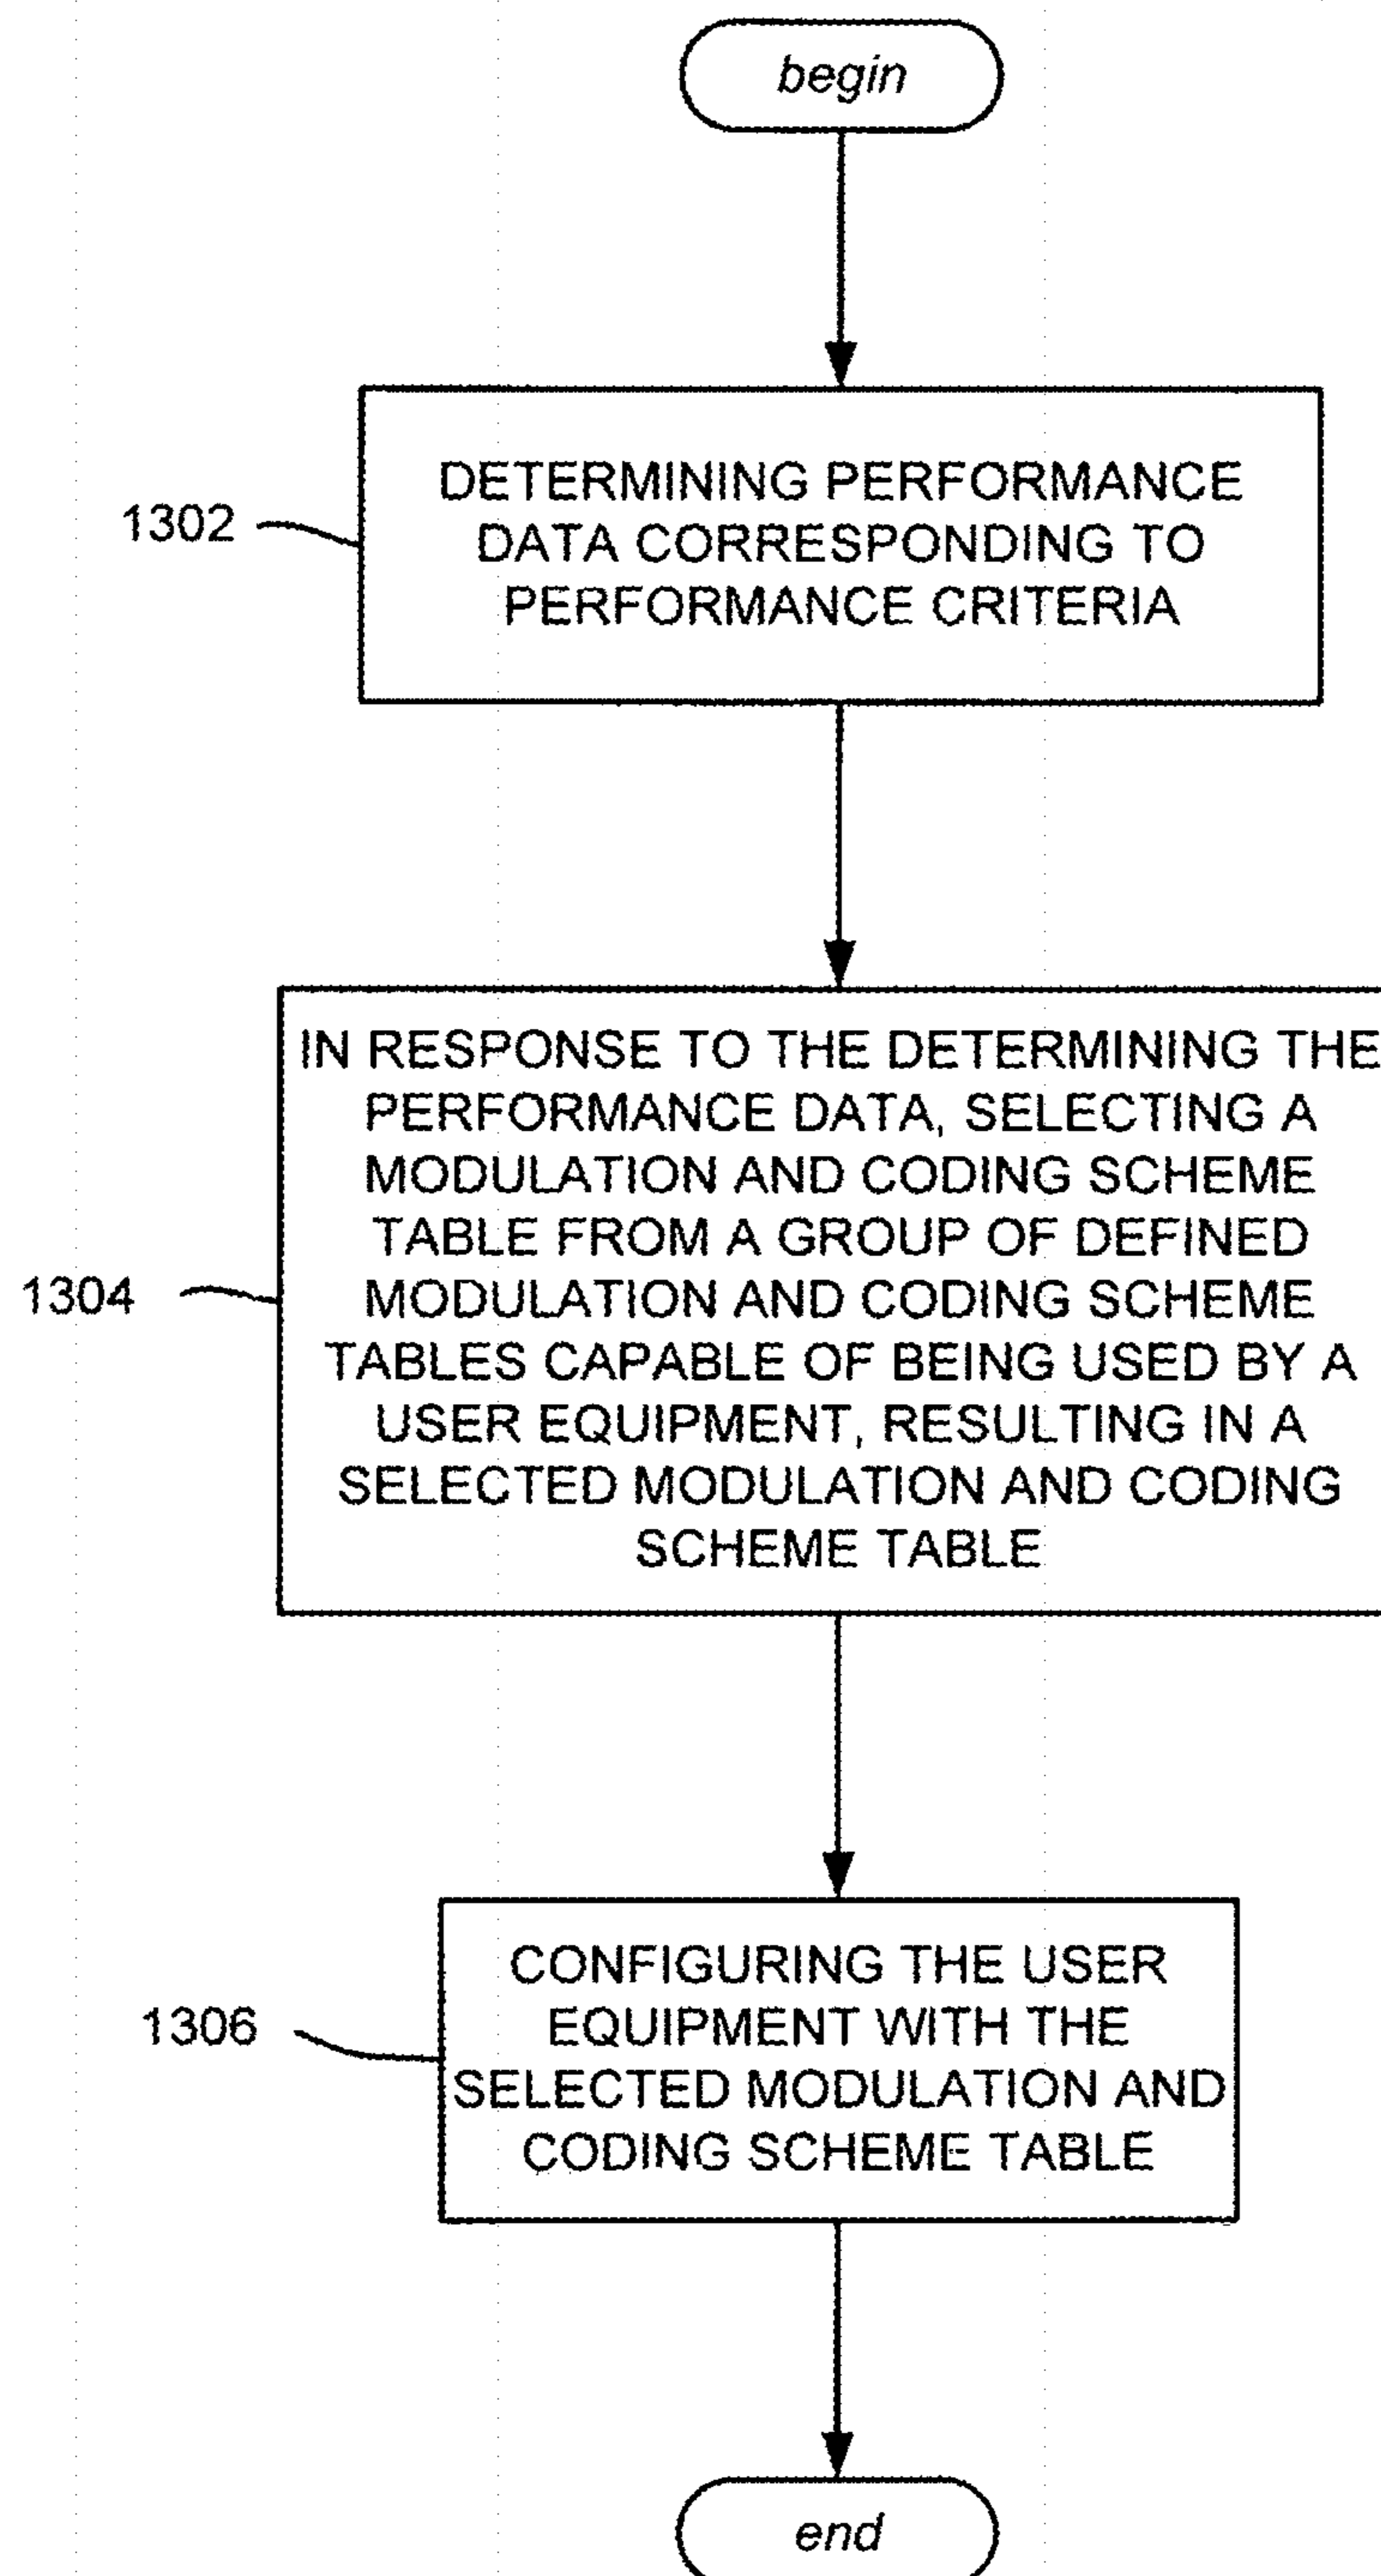 begin
1302
DETERMINING PERFORMANCE
DATA CORRESPONDING TO
PERFORMANCE CRITERIA
1304
IN RESPONSE TO THE DETERMINING THE
PERFORMANCE DATA, SELECTING A
MODULATION AND CODING SCHEME
TABLE FROM A GROUP OF DEFINED
MODULATION AND CODING SCHEME
TABLES CAPABLE OF BEING USED BY A
USER EQUIPMENT, RESULTING IN A
SELECTED MODULATION AND CODING
SCHEME TABLE
1306
CONFIGURING THE USER
EQUIPMENT WITH THE
SELECTED MODULATION AND
CODING SCHEME TABLE
end